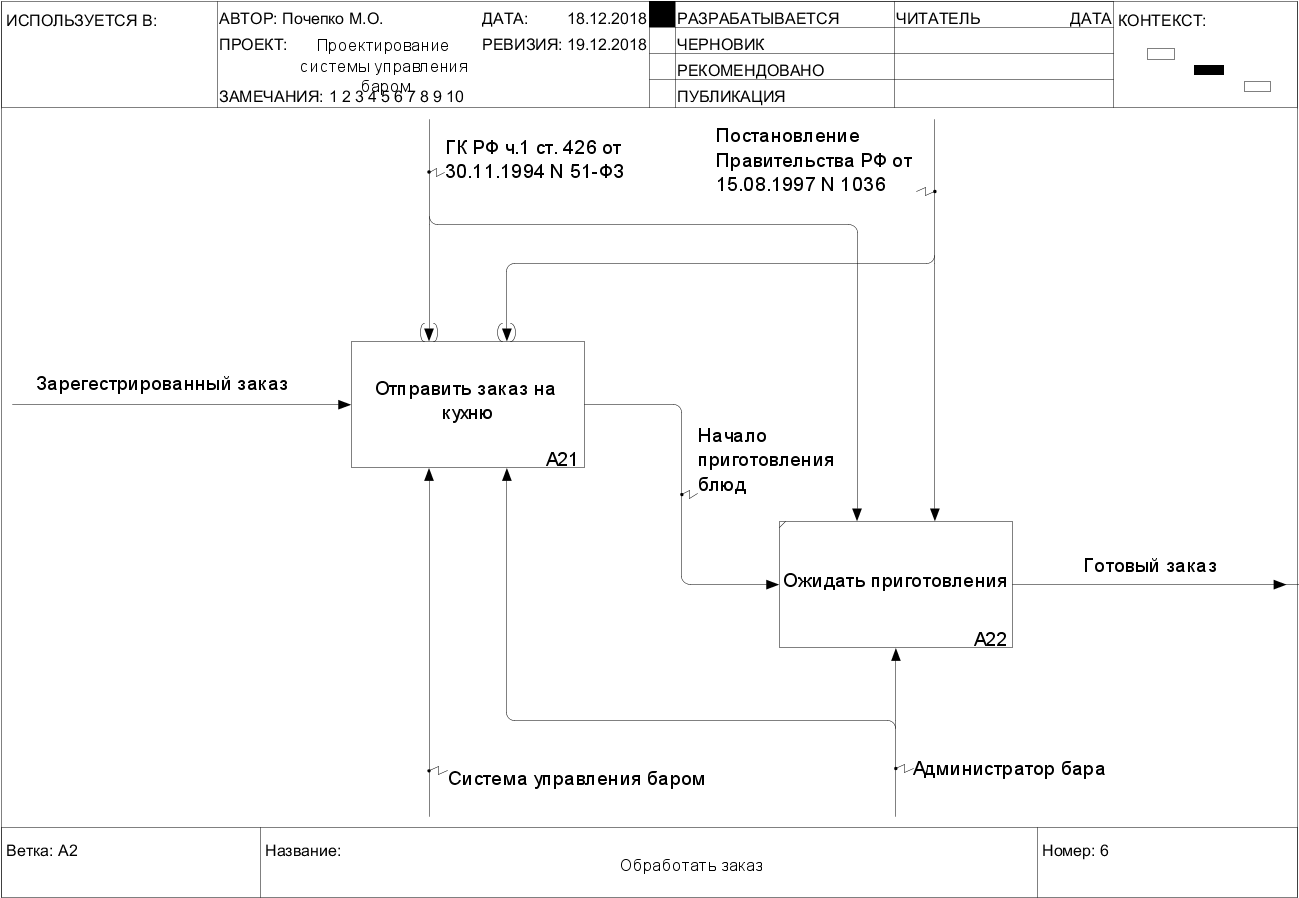 ИСПОЛЬЗУЕТСЯ В:
АВТОР: Почепко М.О.
ДАТА: 18.12.2018
ПРОЕКТ: Проектирование
системы управления
баром
РЕВИЗИЯ: 19.12.2018
ЗАМЕЧАНИЯ: 1 2 3 4 5 6 7 8 9 10
РАЗРАБАТЫВАЕТСЯ
ЧЕРНОВИК
РЕКОМЕНДОВАНО
ПУБЛИКАЦИЯ
ЧИТАТЕЛЬ ДАТА
КОНТЕКСТ:
ГК РФ ч.1 ст. 426 от
30.11.1994 N 51-ФЗ
Постановление
Правительства РФ от
15.08.1997 N 1036
Зарегестрированный заказ
Отправить заказ на
кухню
A21
Начало
приготовления
блюд
Ожидать приготовления
A22
Готовый заказ
Система управления баром
Администратор бара
Ветка: A2
Название:
Обработать заказ
Номер: 6